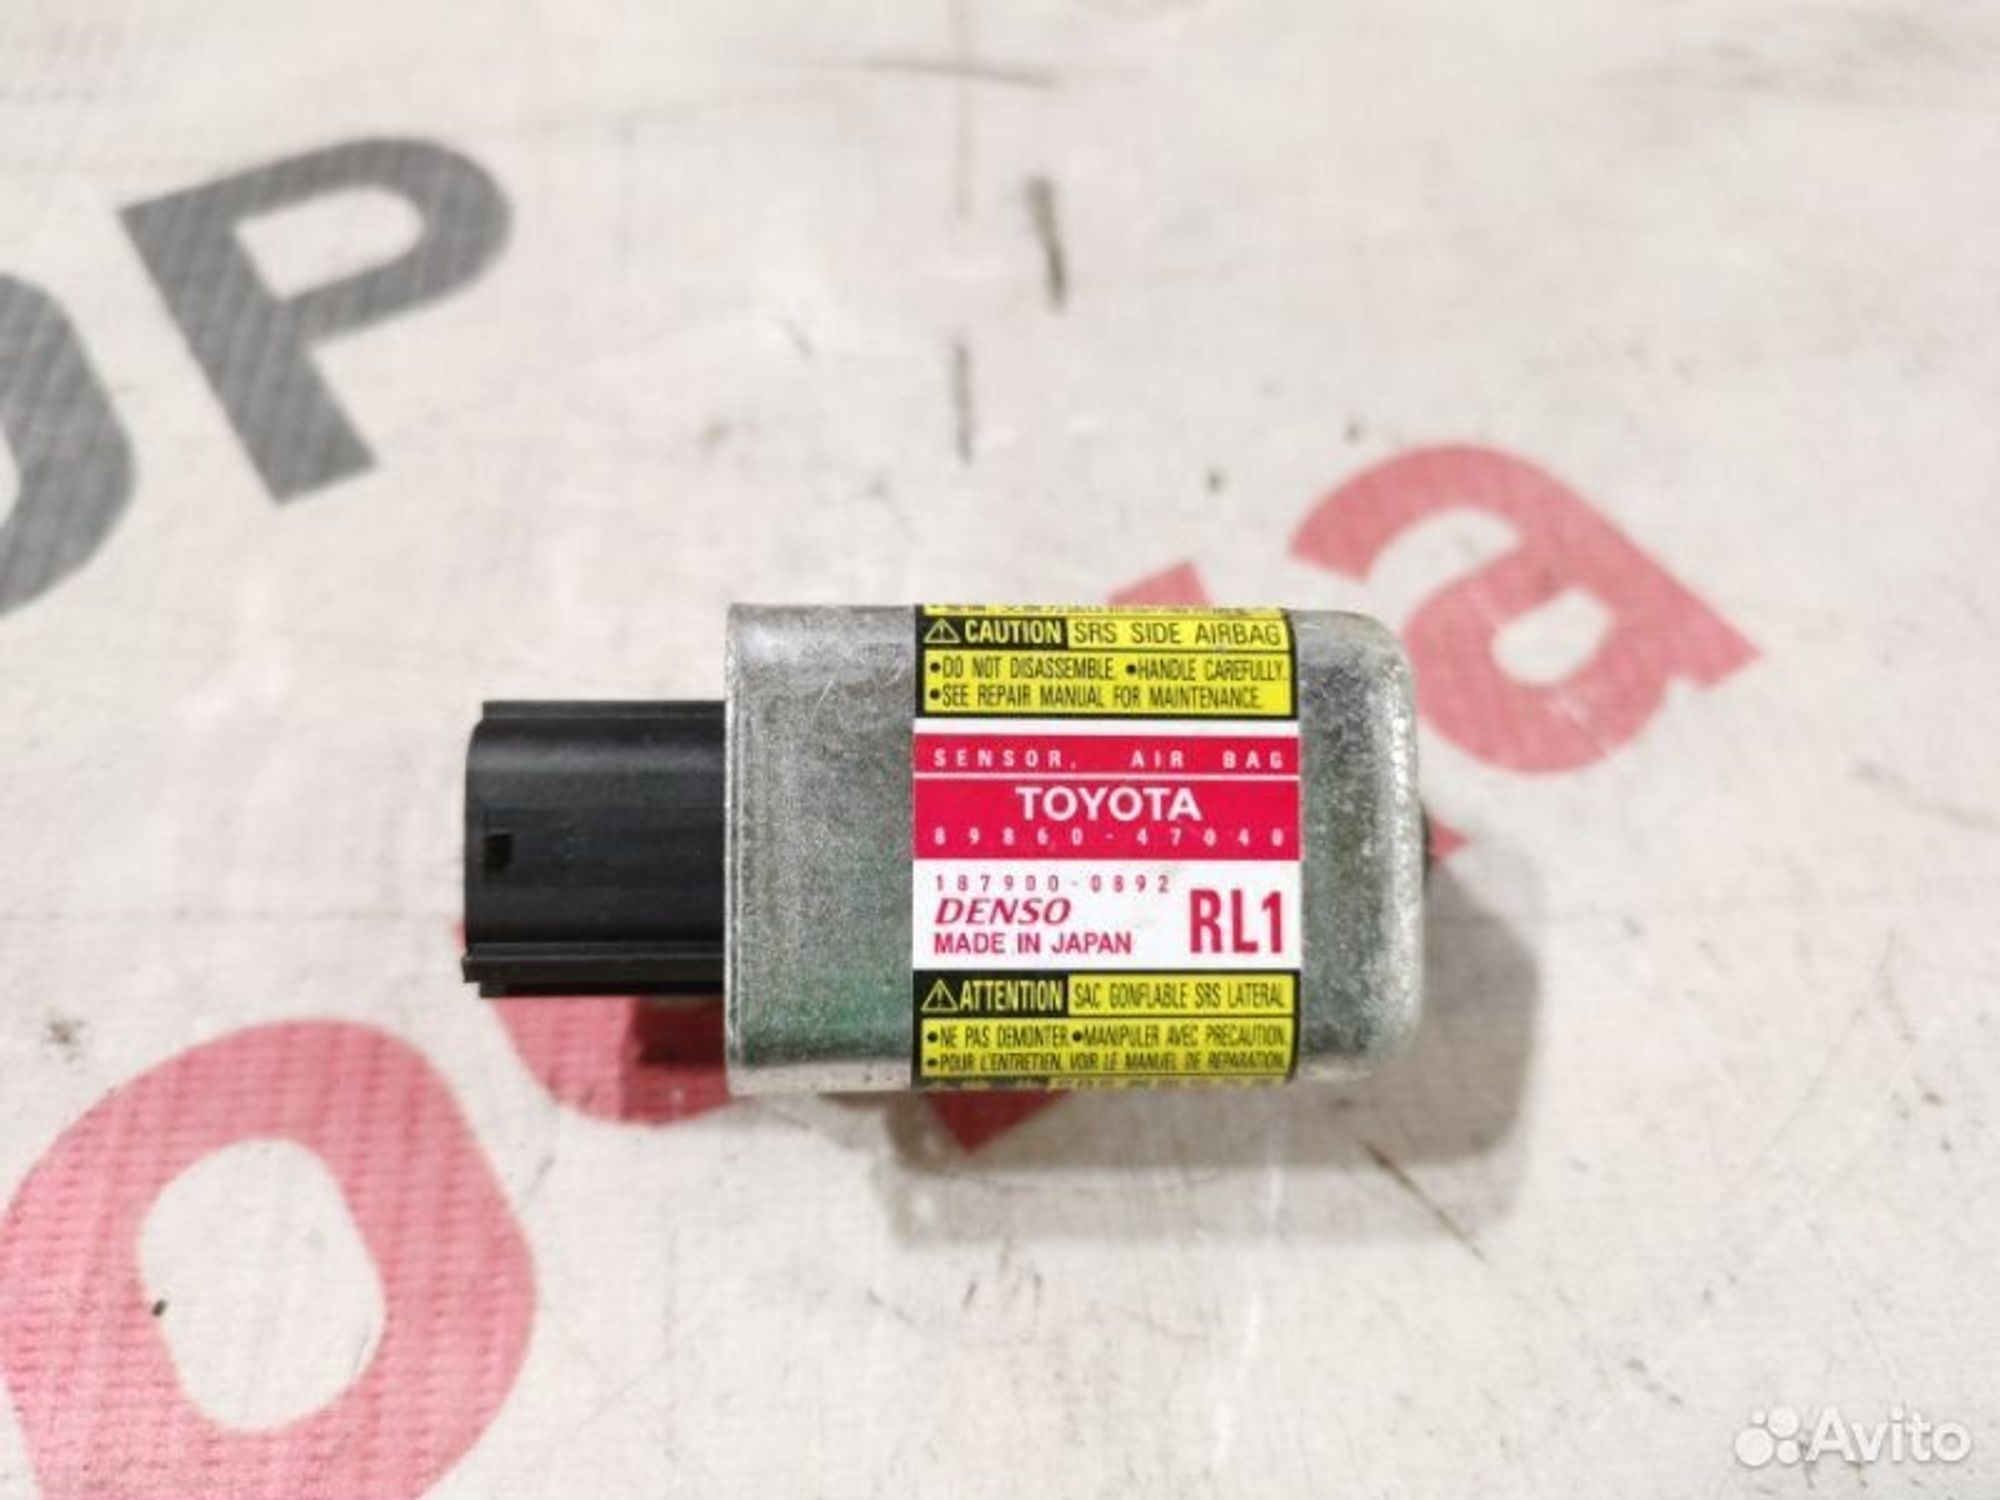 OP
CAUTION SRS SIDE AIRBAG
•DO NOT DISASSEMBLE. •HANDLE CAREFULLY.
•SEE REPAIR MANUAL FOR MAINTENANCE.
SENSOR, AIR BAG
TOYOTA
89860-47040
187900-0892
DENSO RL1
MADE IN JAPAN
ATTENTION SAC GONFLABLE SRS LATERAL
•NE PAS DEMONTER •MANIPULER AVEC PRECAUTION.
•POUR L'ENTRETIEN, VOIR LE MANUEL DE REPARATION.
Avito